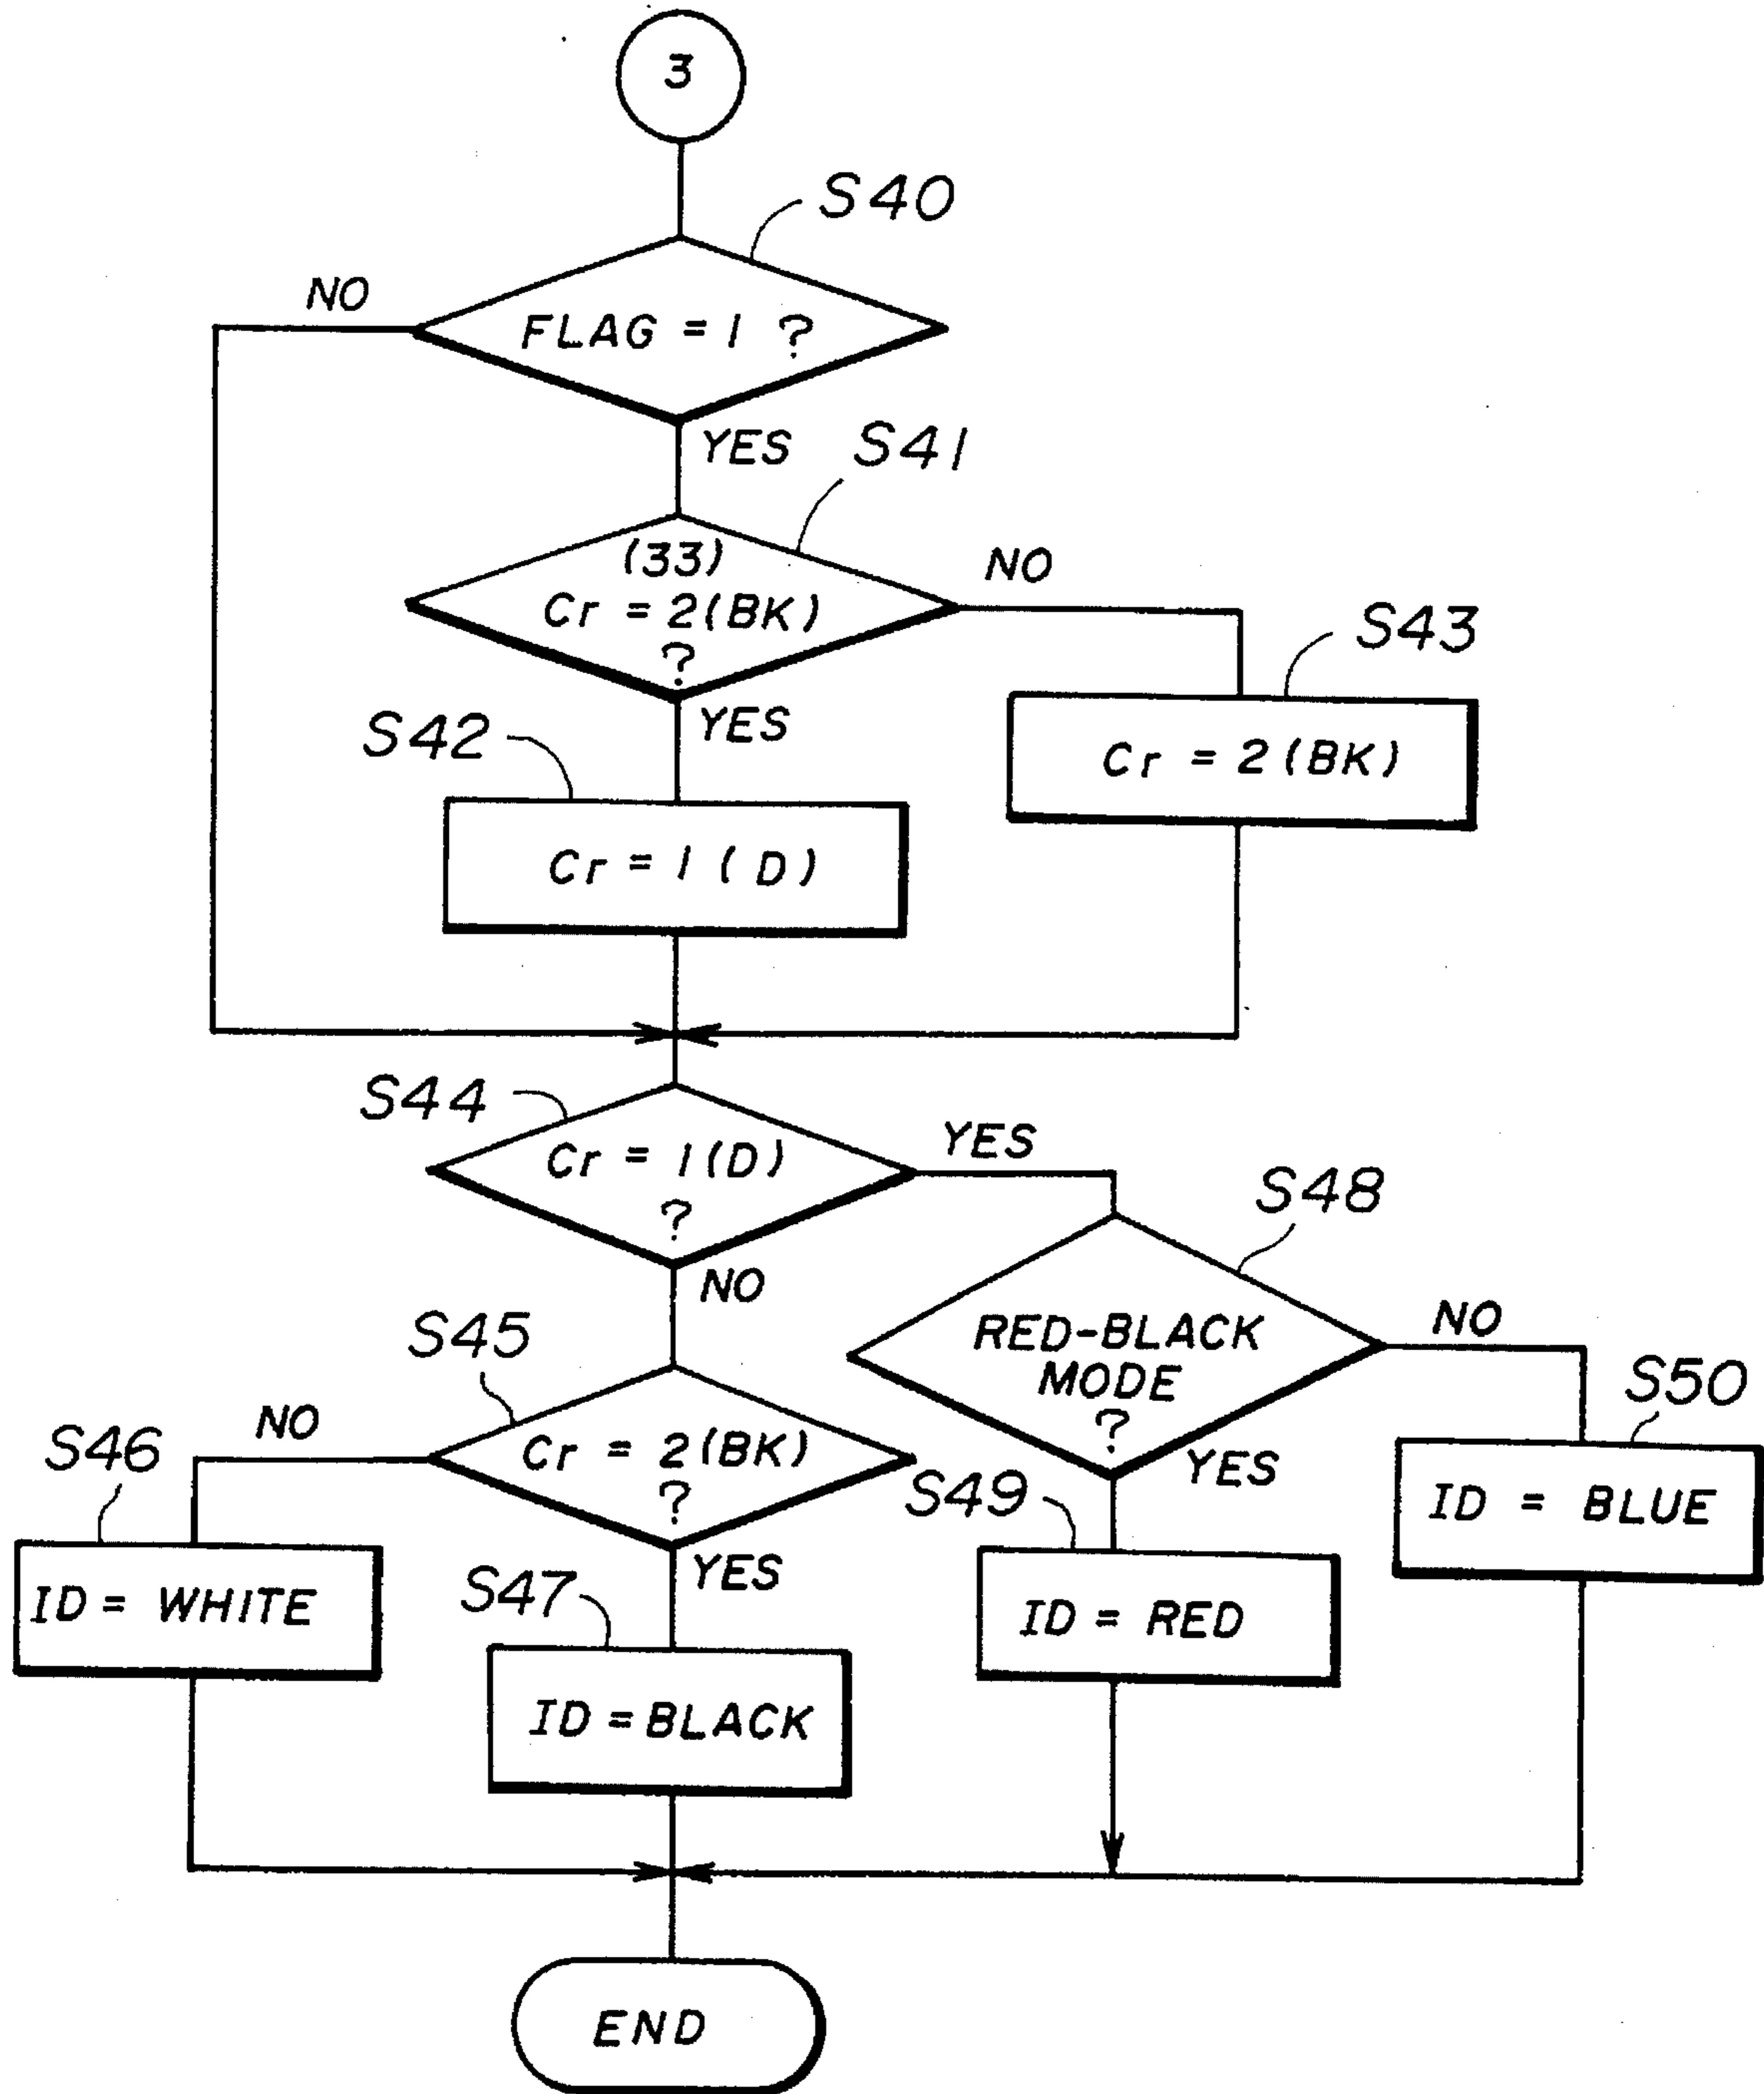 3
S40
NO
FLAG = 1 ?
YES
S41
(33)
Cr = 2(BK)
?
NO
YES
S43
Cr = 2(BK)
S42
Cr = 1(D)
S44
Cr = 1(D)
?
YES
NO
S48
RED-BLACK
MODE
?
NO
YES
S50
ID = BLUE
S45
Cr = 2(BK)
?
NO
YES
S46
ID = WHITE
S47
ID = BLACK
S49
ID = RED
END